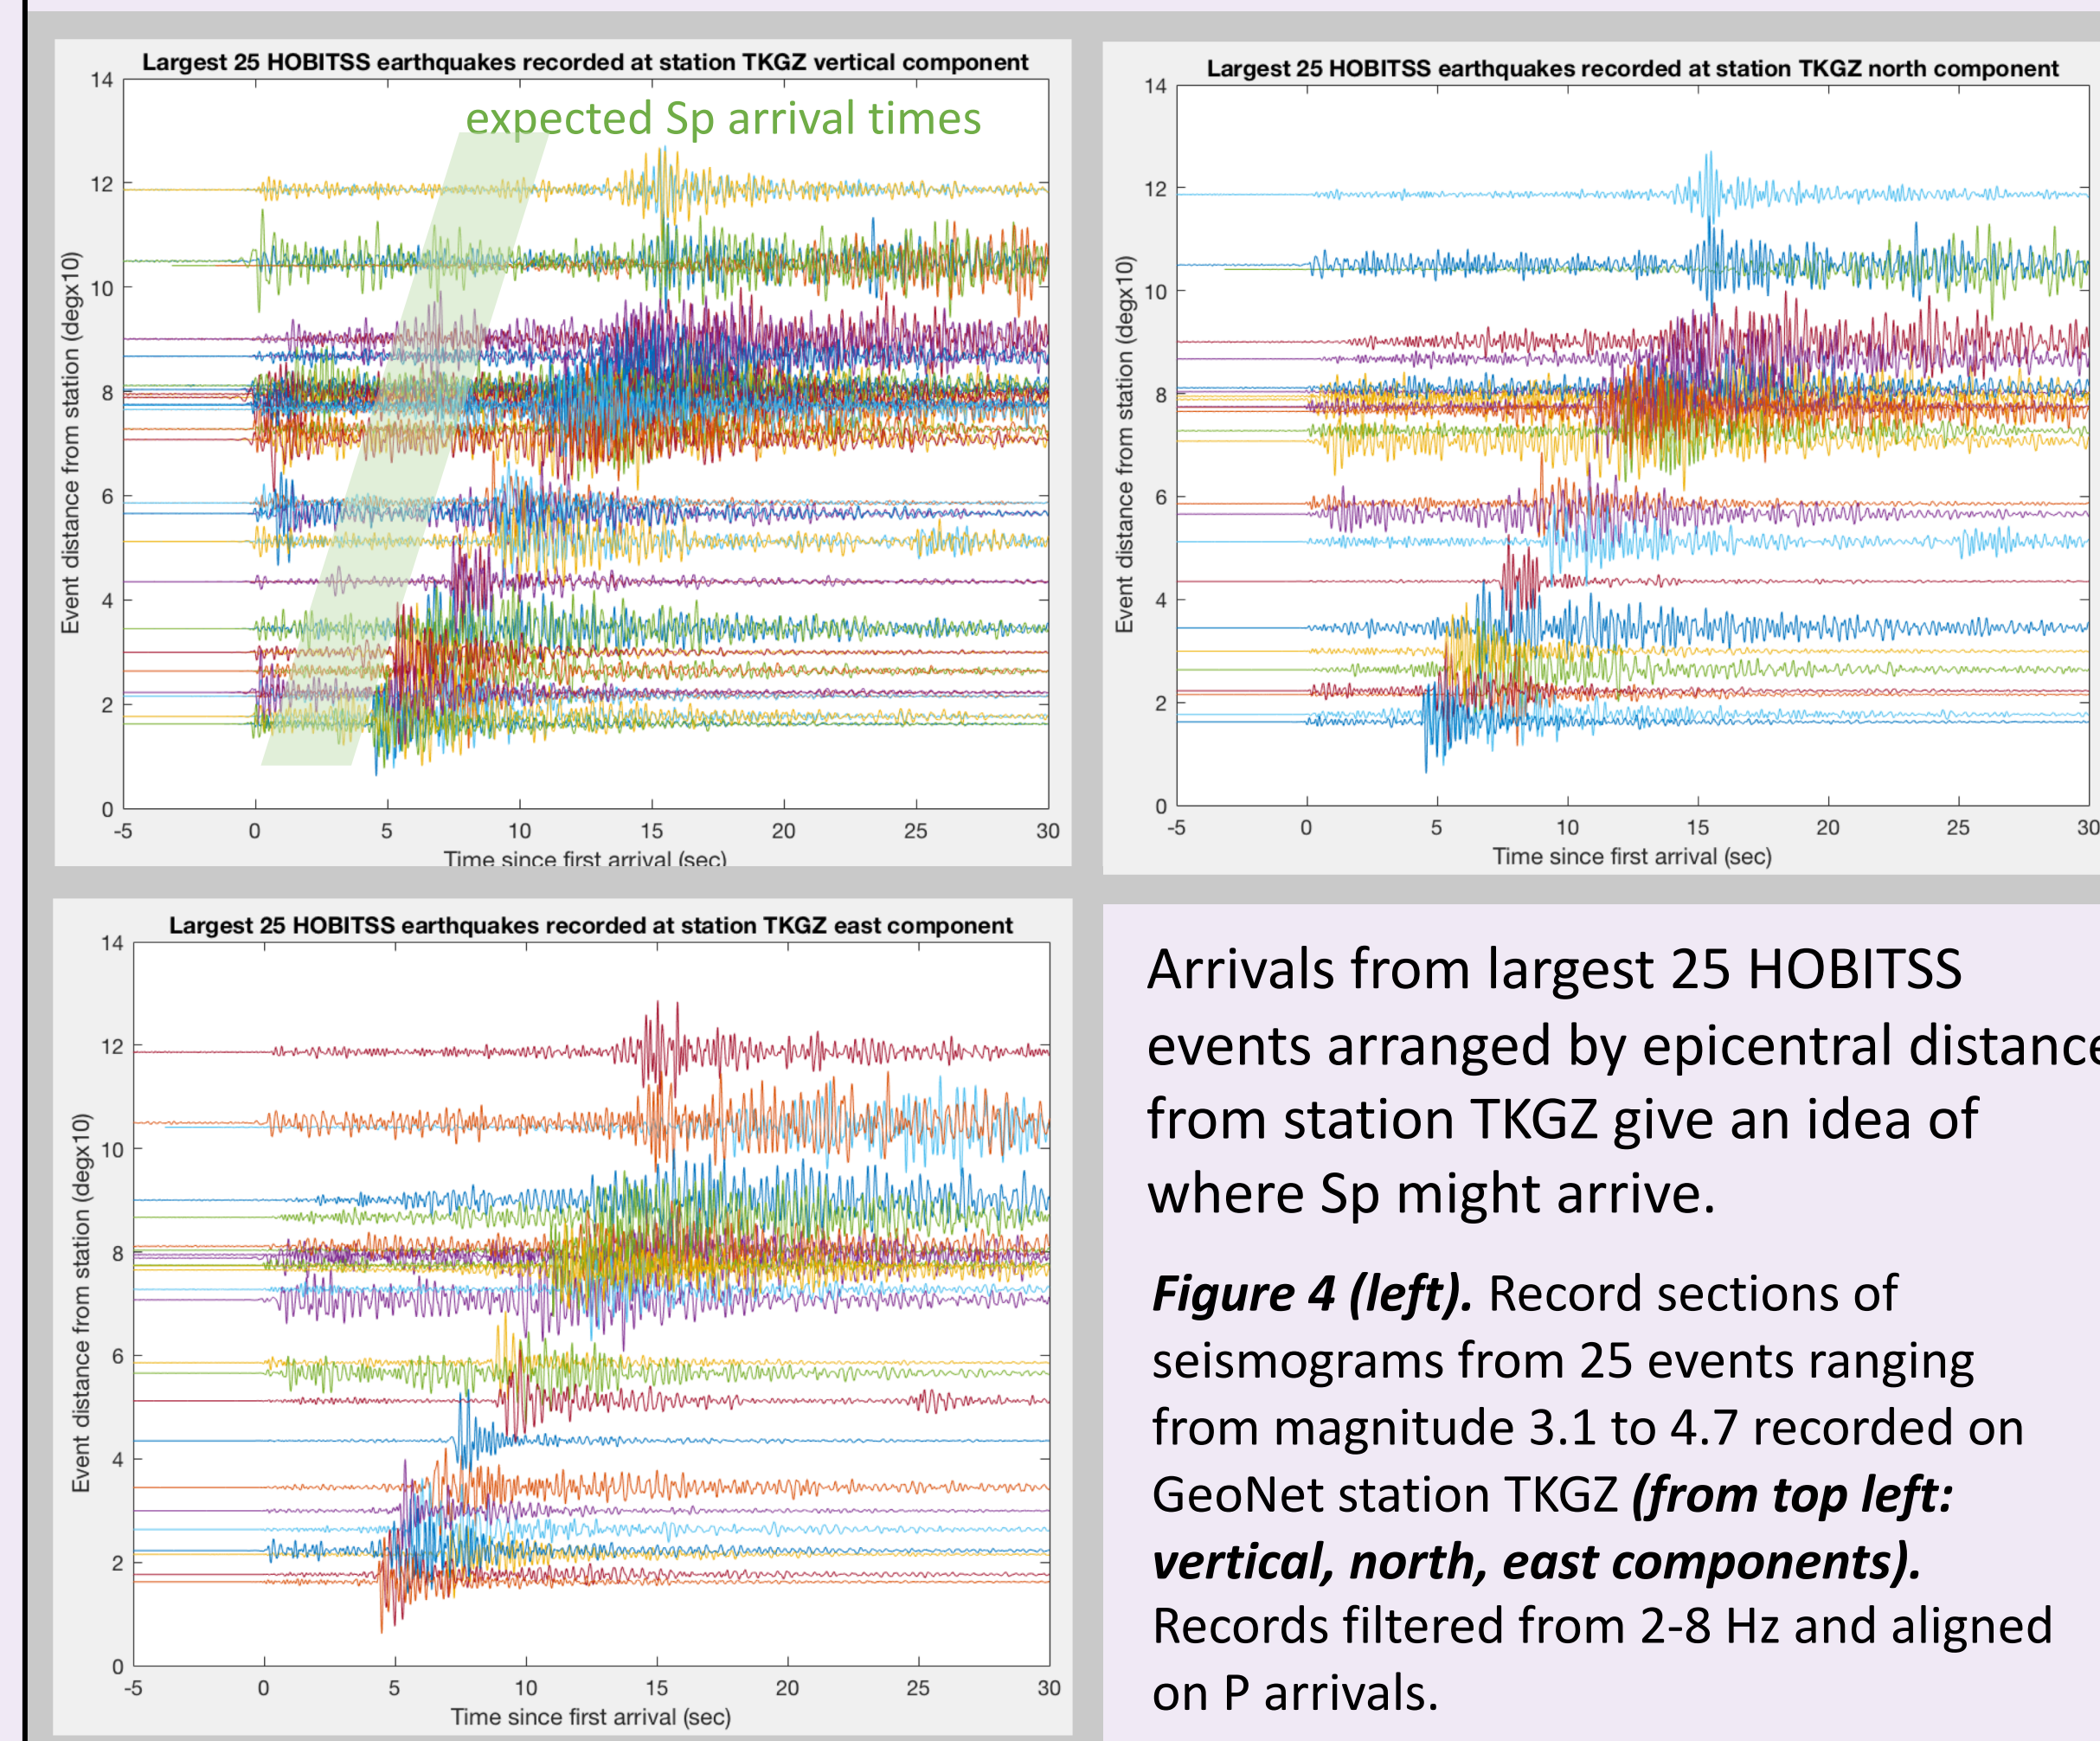 Largest 25 HOBITSS earthquakes recorded at station TKGZ vertical component
expected Sp arrival times
Event distance from station (degx10)
14
12
10
8
6
4
2
0
-5 0 5 10 15 20 25 30
Time since first arrival (sec)
Largest 25 HOBITSS earthquakes recorded at station TKGZ north component
Event distance from station (degx10)
14
12
10
8
6
4
2
0
-5 0 5 10 15 20 25 30
Time since first arrival (sec)
Largest 25 HOBITSS earthquakes recorded at station TKGZ east component
Event distance from station (degx10)
14
12
10
8
6
4
2
0
-5 0 5 10 15 20 25 30
Time since first arrival (sec)
Arrivals from largest 25 HOBITSS
events arranged by epicentral distance
from station TKGZ give an idea of
where Sp might arrive.
Figure 4 (left). Record sections of
seismograms from 25 events ranging
from magnitude 3.1 to 4.7 recorded on
GeoNet station TKGZ (from top left:
vertical, north, east components).
Records filtered from 2-8 Hz and aligned
on P arrivals.